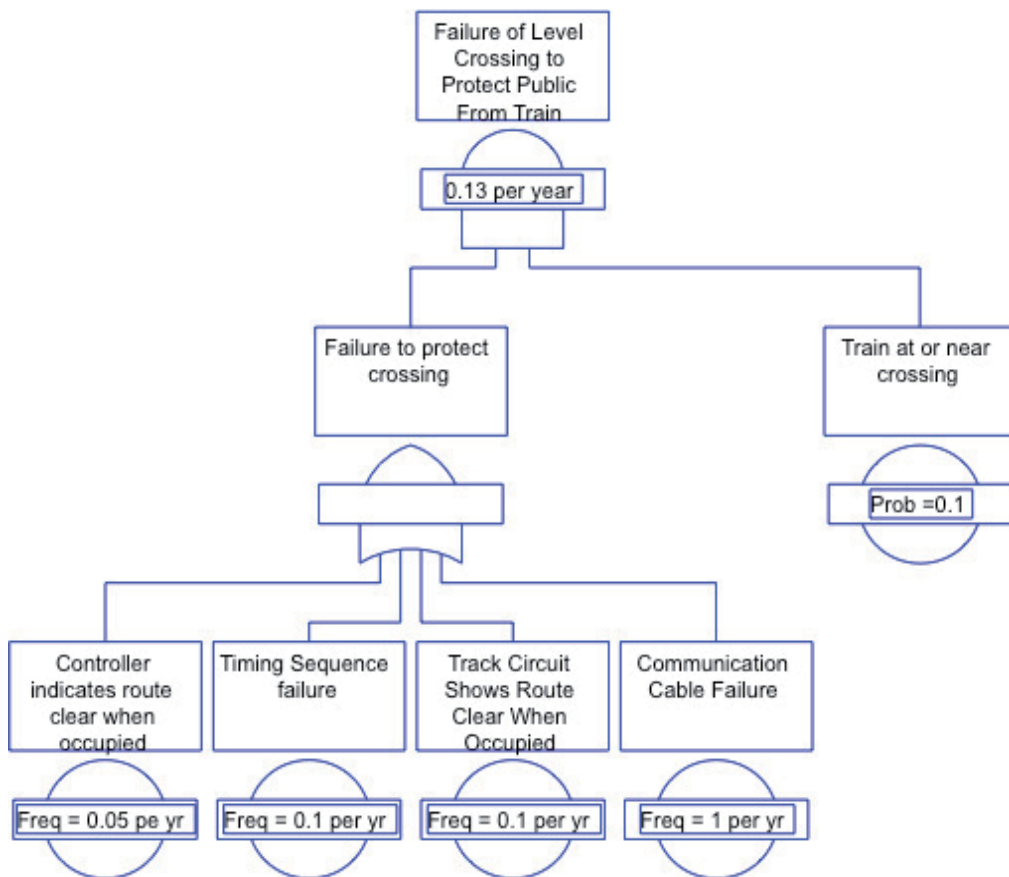 Failure of Level
Crossing to
Protect Public
From Train
0.13 per year
Failure to protect
crossing
Train at or near
crossing
Prob =0.1
Controller
indicates route
clear when
occupied
Timing Sequence
failure
Track Circuit
Shows Route
Clear When
Occupied
Communication
Cable Failure
Freq = 0.05 pe yr
Freq = 0.1 per yr
Freq = 0.1 per yr
Freq = 1 per yr